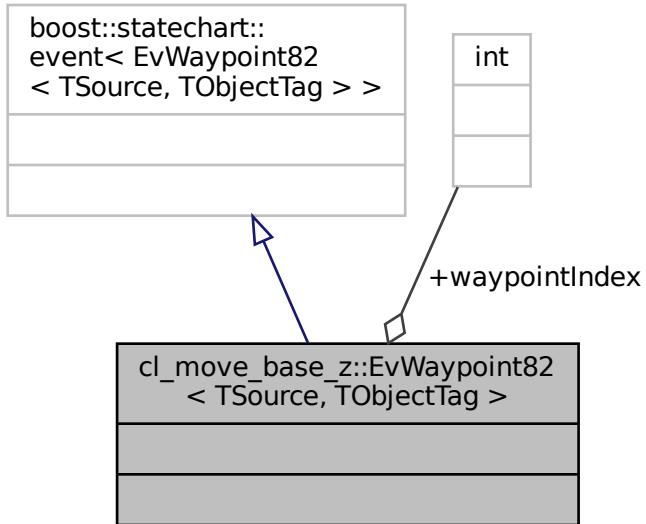 boost::statechart::
event< EvWaypoint82
< TSource, TObjectTag > >
int
+waypointIndex
cl_move_base_z::EvWaypoint82
< TSource, TObjectTag >